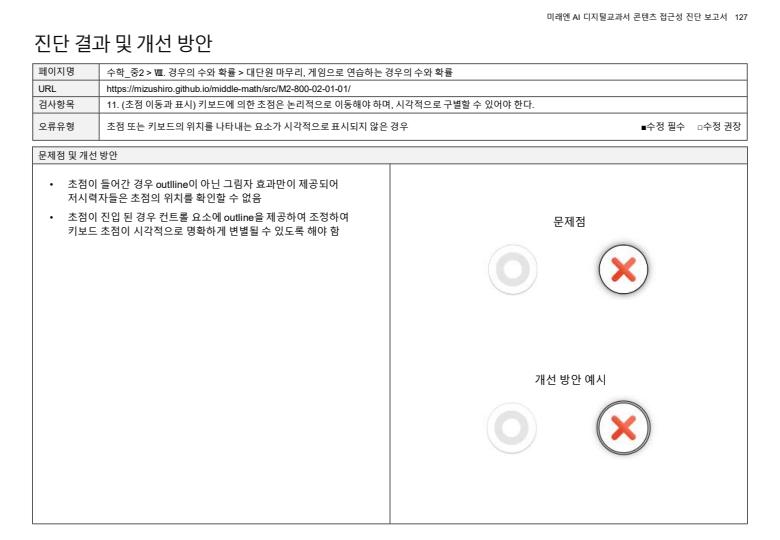 미래엔 AI 디지털교과서 콘텐츠 접근성 진단 보고서 127
진단 결과 및 개선 방안
페이지명 수학_중2 > Ⅷ. 경우의 수와 확률 > 대단원 마무리, 게임으로 연습하는 경우의 수와 확률
URL https://mizushiro.github.io/middle-math/src/M2-800-02-01-01/
검사항목 11. (초점 이동과 표시) 키보드에 의한 초점은 논리적으로 이동해야 하며, 시각적으로 구별할 수 있어야 한다.
오류유형 초점 또는 키보드의 위치를 나타내는 요소가 시각적으로 표시되지 않은 경우 ■수정 필수 □수정 권장
문제점 및 개선 방안
• 초점이 들어간 경우 outlline이 아닌 그림자 효과만이 제공되어
저시력자들은 초점의 위치를 확인할 수 없음
• 초점이 진입 된 경우 컨트롤 요소에 outline을 제공하여 조정하여
키보드 초점이 시각적으로 명확하게 변별될 수 있도록 해야 함
문제점
개선 방안 예시